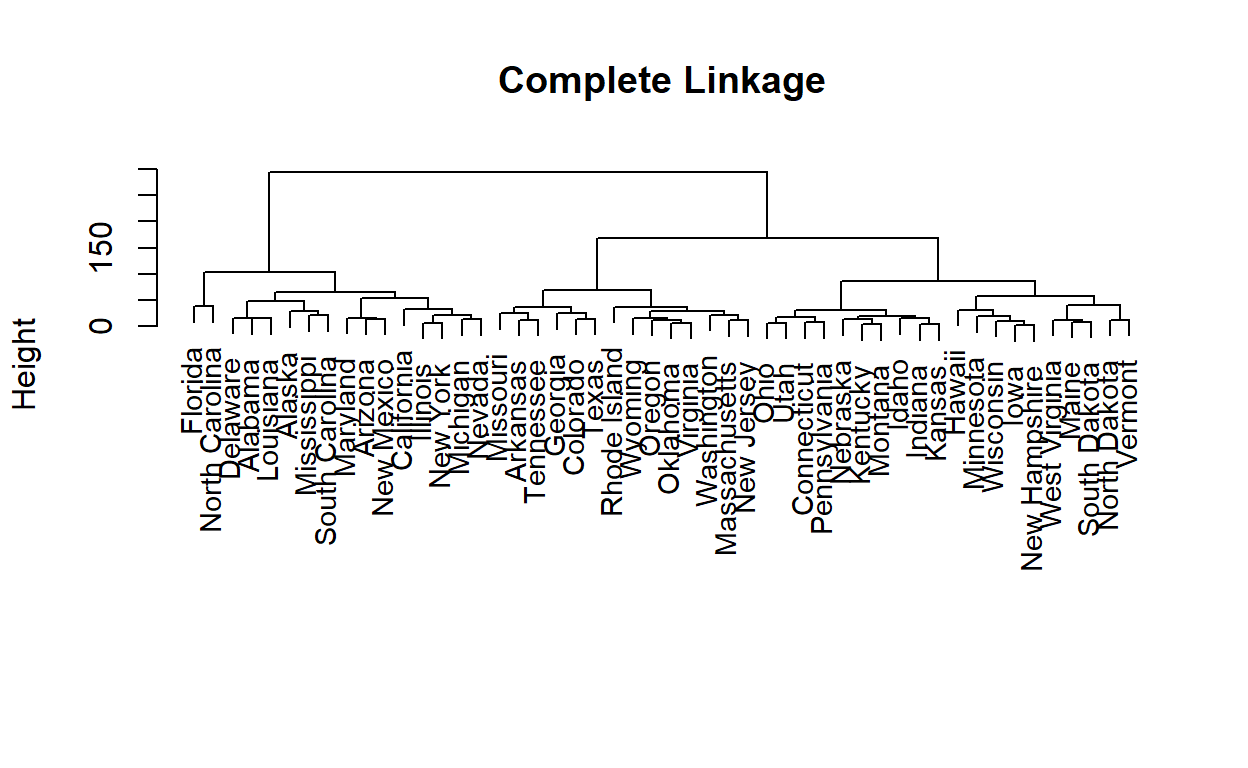 Complete Linkage
Height
0
150
Florida
North Carolina
Delaware
Alabama
Louisiana
Alaska
Mississippi
South Carolina
Maryland
Arizona
New Mexico
California
Illinois
New York
Michigan
Nevada
Missouri
Arkansas
Tennessee
Georgia
Colorado
Texas
Rhode Island
Wyoming
Oregon
Oklahoma
Virginia
Washington
Massachusetts
New Jersey
Ohio
Utah
Connecticut
Pennsylvania
Nebraska
Kentucky
Montana
Idaho
Indiana
Kansas
Hawaii
Minnesota
Wisconsin
Iowa
New Hampshire
West Virginia
Maine
South Dakota
North Dakota
Vermont